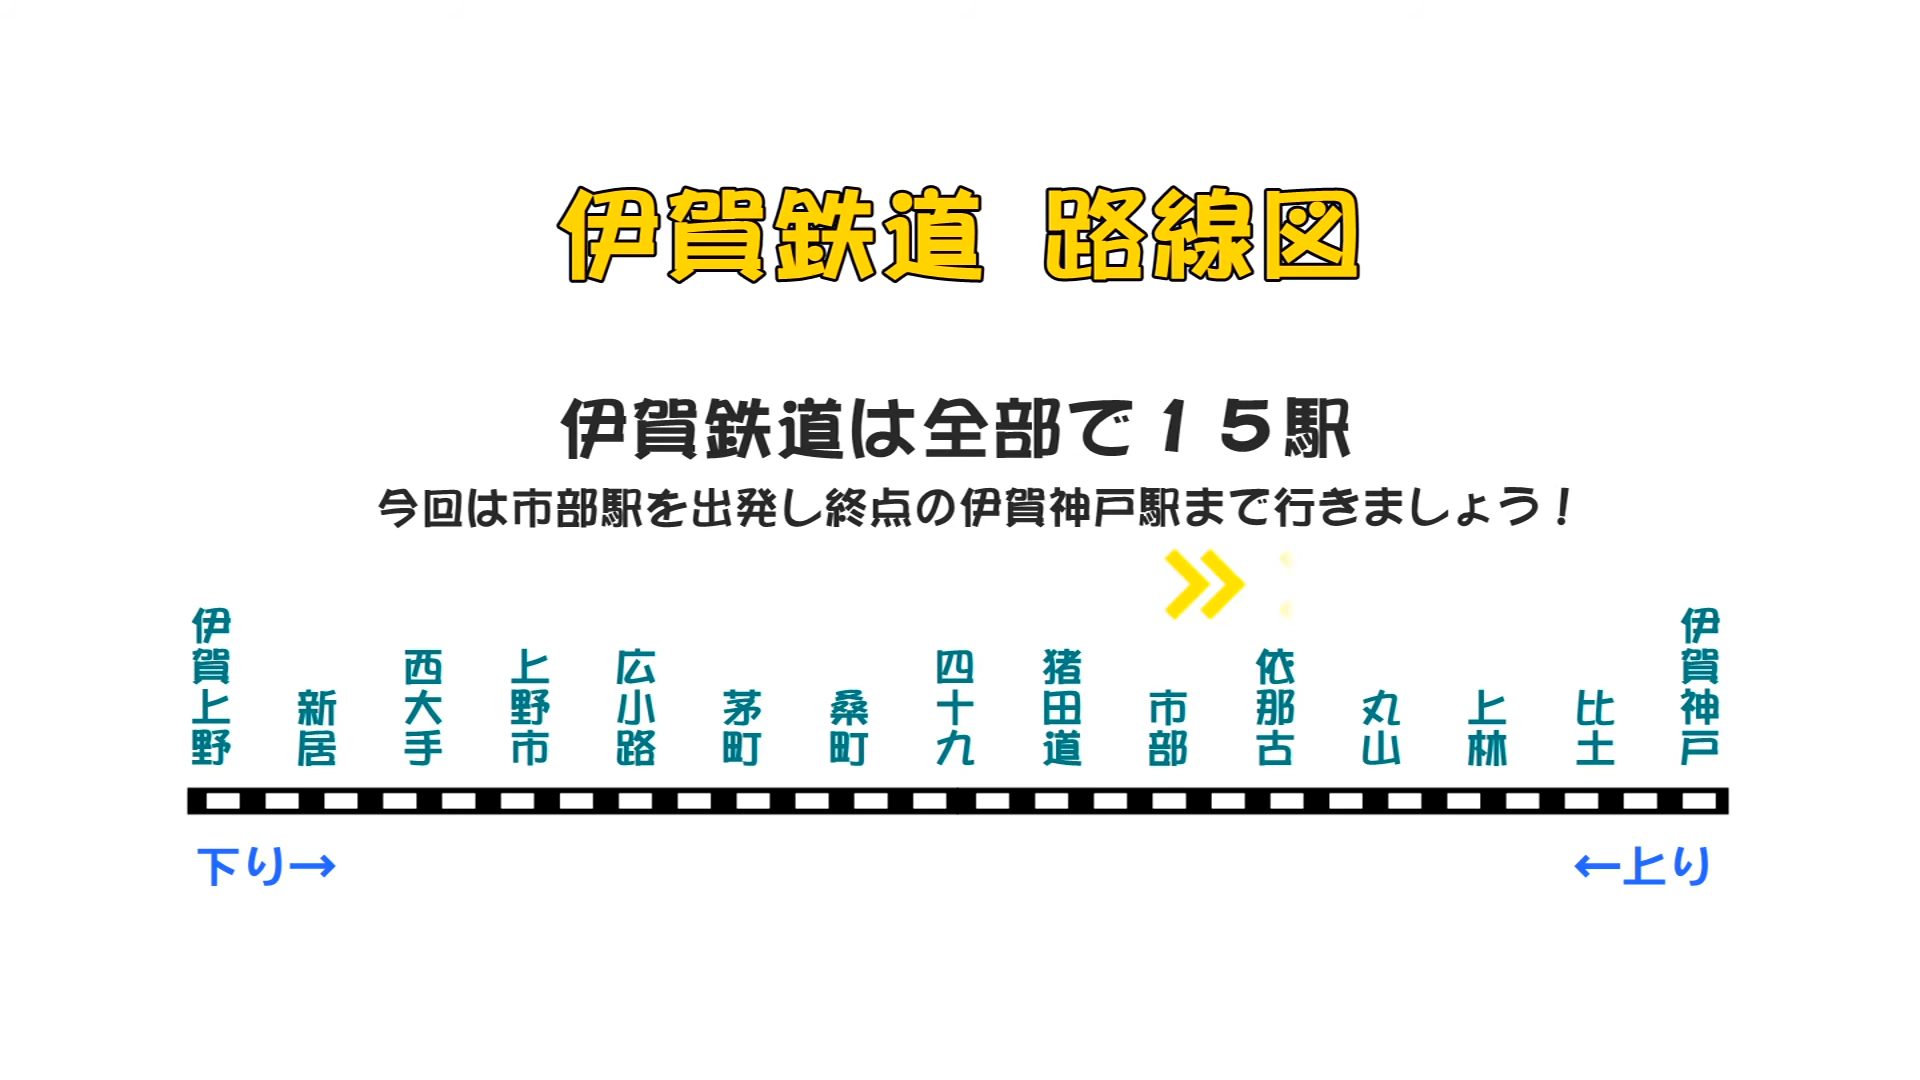 伊賀鉄道 路線図
伊賀鉄道は全部で１５駅
今回は市部駅を出発し終点の伊賀神戸駅まで行きましょう！
伊賀上野
新居
西大手
上野市
広小路
茅町
桑町
四十九
猪田道
市部
依那古
丸山
上林
比土
伊賀神戸
下り→
←上り